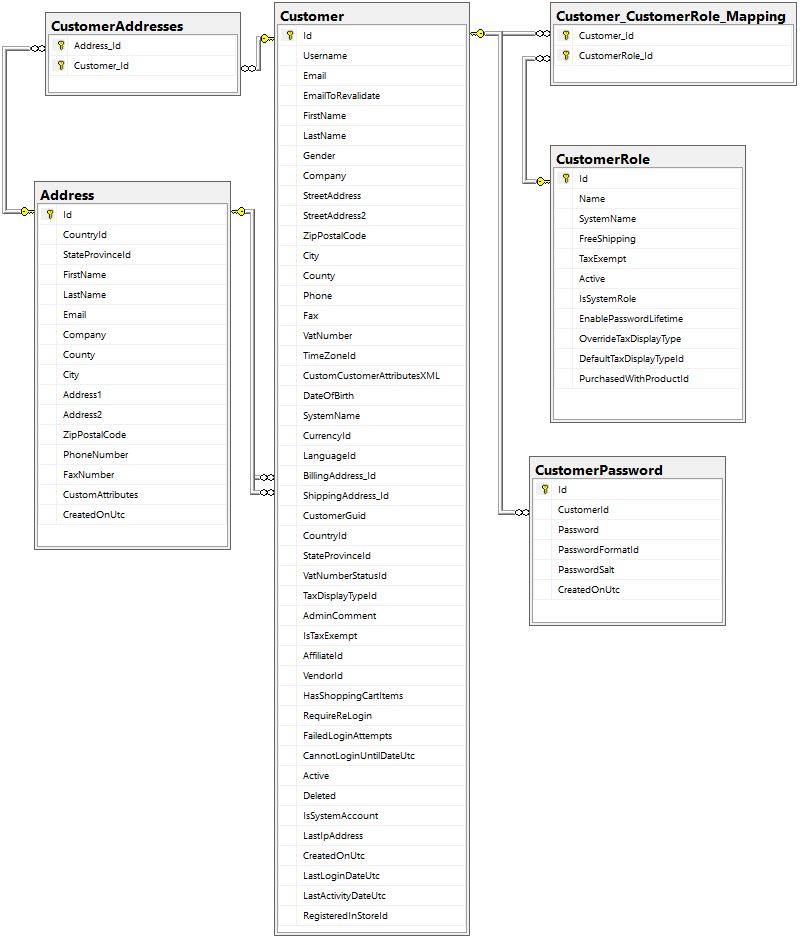 CustomerAddresses
Address_Id
Customer_Id
Address
Id
CountryId
StateProvinceId
FirstName
LastName
Email
Company
County
City
Address1
Address2
ZipPostalCode
PhoneNumber
FaxNumber
CustomAttributes
CreatedOnUtc
Customer
Id
Username
Email
EmailToRevalidate
FirstName
LastName
Gender
Company
StreetAddress
StreetAddress2
ZipPostalCode
City
County
Phone
Fax
VatNumber
TimeZoneId
CustomCustomerAttributesXML
DateOfBirth
SystemName
CurrencyId
LanguageId
BillingAddress_Id
ShippingAddress_Id
CustomerGuid
CountryId
StateProvinceId
VatNumberStatusId
TaxDisplayTypeId
AdminComment
IsTaxExempt
AffiliateId
VendorId
HasShoppingCartItems
RequireReLogin
FailedLoginAttempts
CannotLoginUntilDateUtc
Active
Deleted
IsSystemAccount
LastIpAddress
CreatedOnUtc
LastLoginDateUtc
LastActivityDateUtc
RegisteredInStoreId
Customer_CustomerRole_Mapping
Customer_Id
CustomerRole_Id
CustomerRole
Id
Name
SystemName
FreeShipping
TaxExempt
Active
IsSystemRole
EnablePasswordLifetime
OverrideTaxDisplayType
DefaultTaxDisplayTypeId
PurchasedWithProductId
CustomerPassword
Id
CustomerId
Password
PasswordFormatId
PasswordSalt
CreatedOnUtc